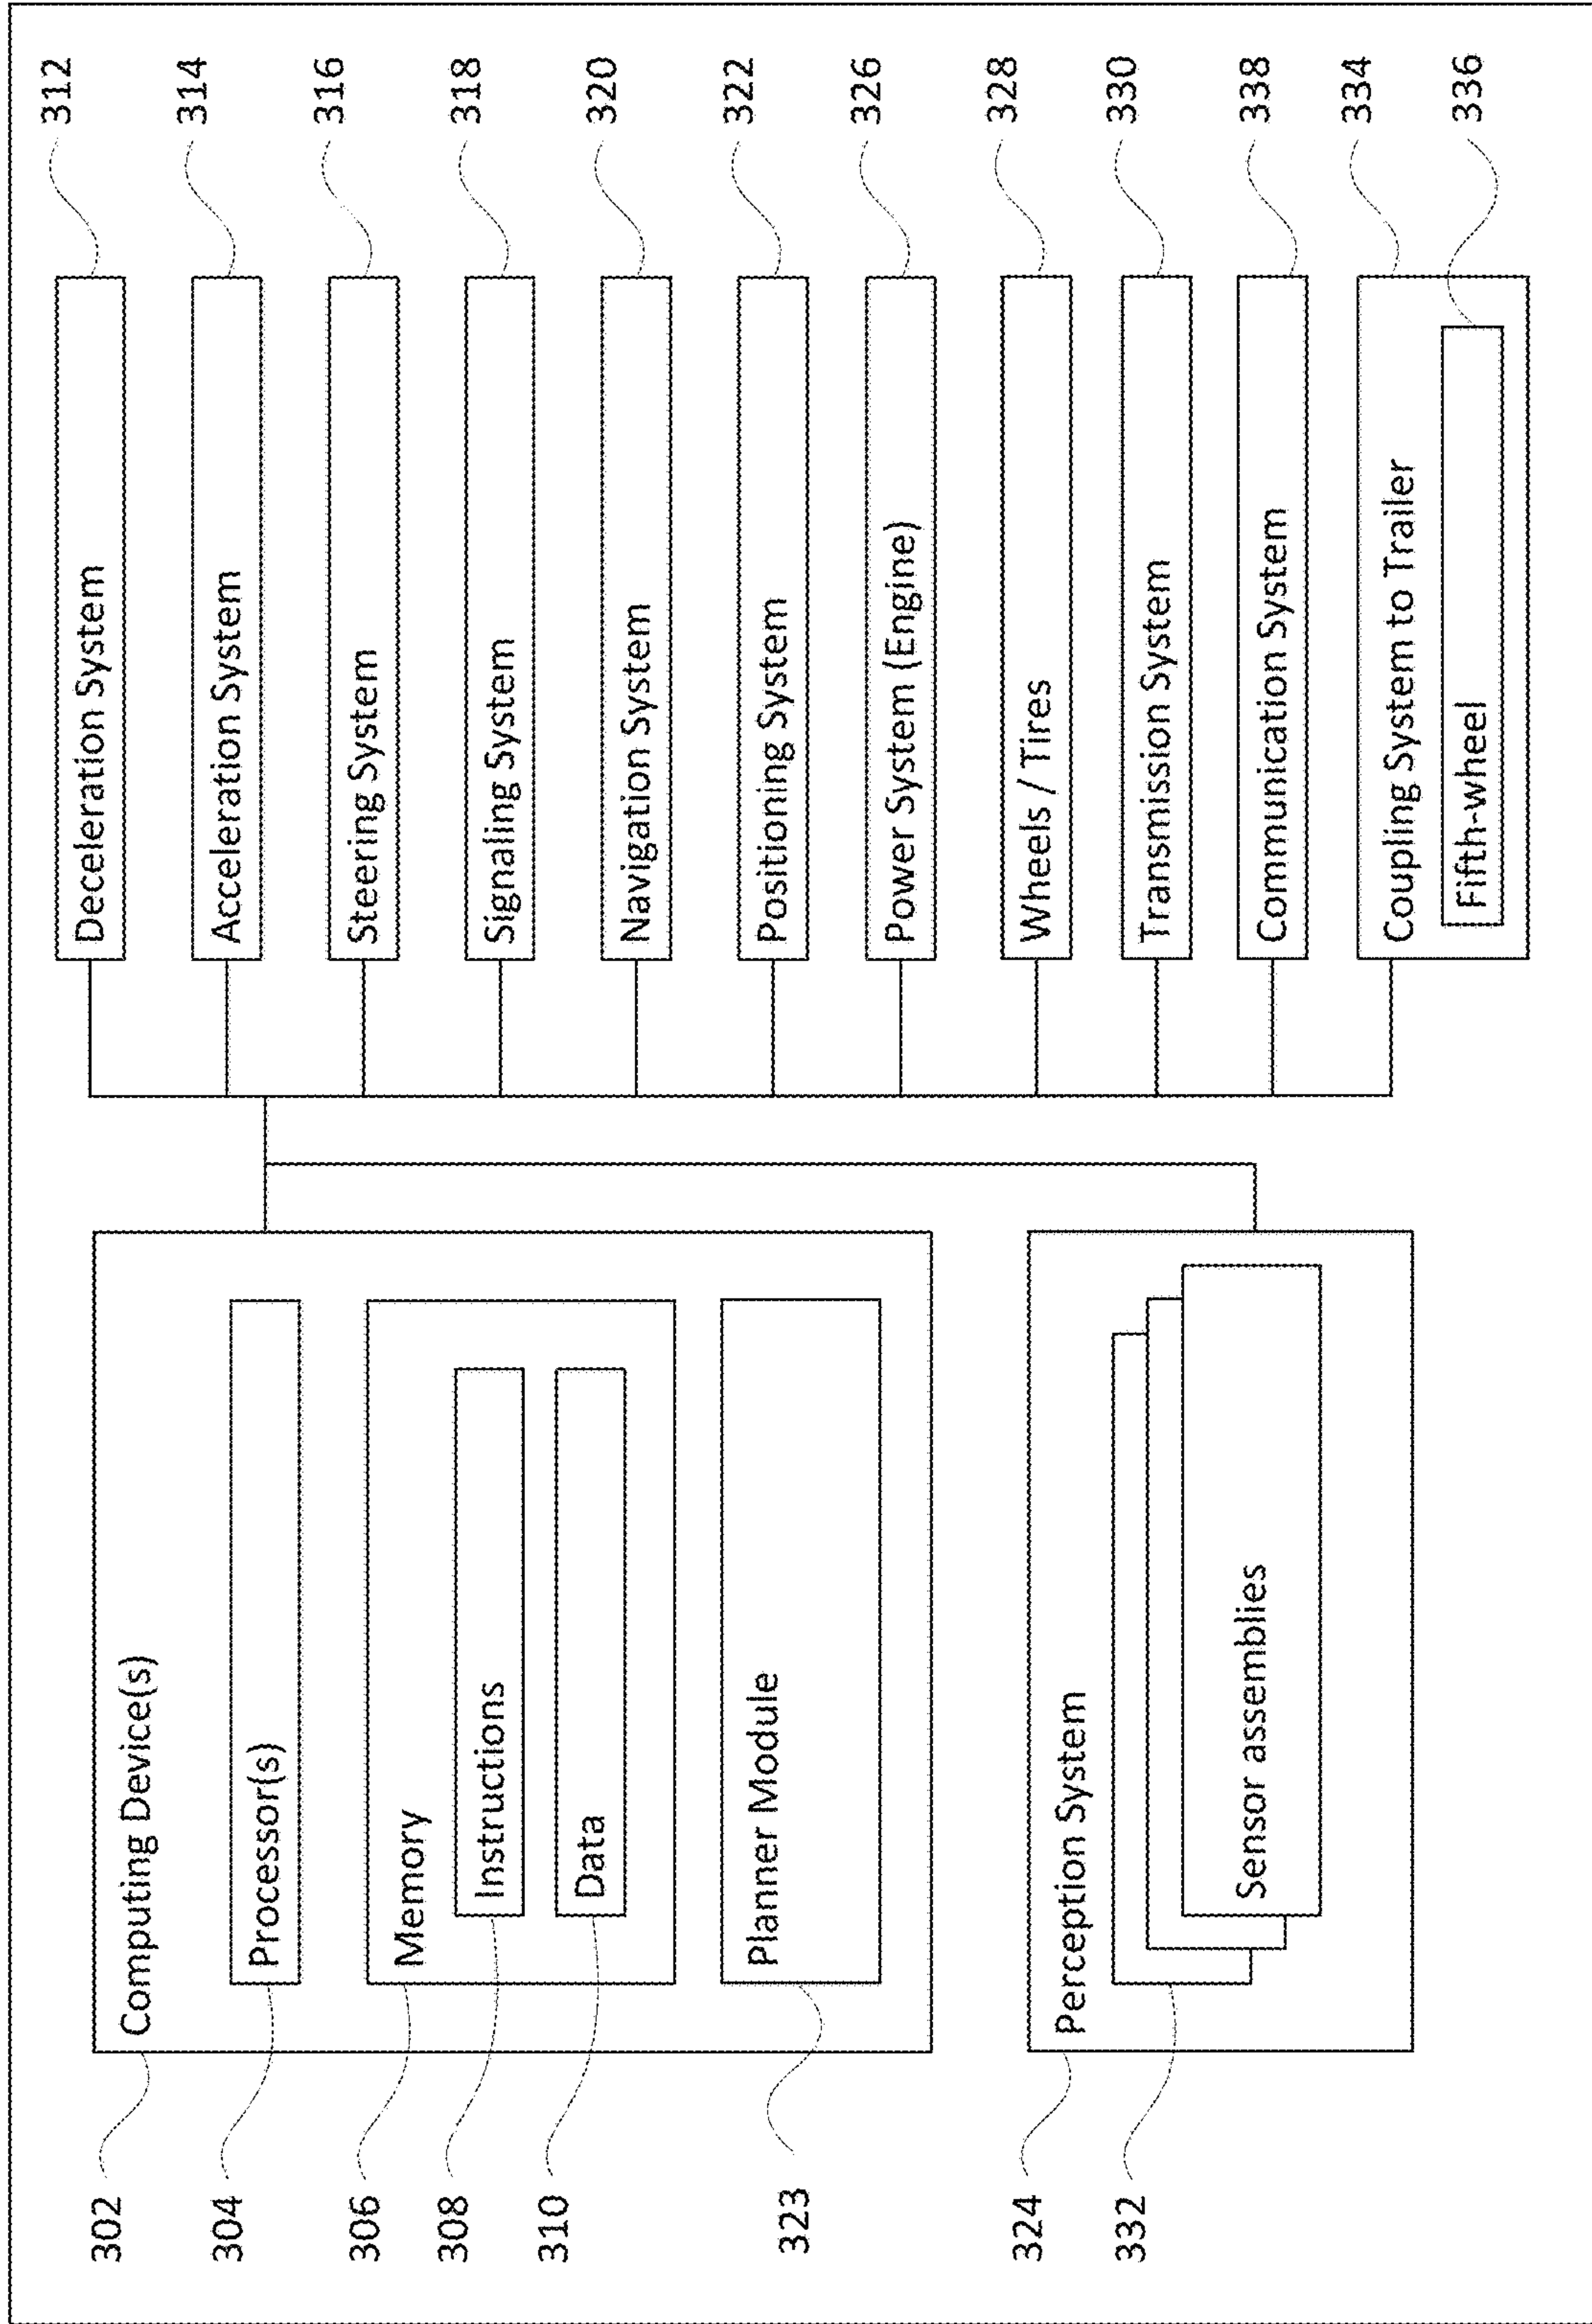 302
Computing Device(s)
304
Processor(s)
306
Memory
308
Instructions
310
Data
323
Planner Module
324
Perception System
332
Sensor assemblies
Deceleration System
312
Acceleration System
314
Steering System
316
Signaling System
318
Navigation System
320
Positioning System
322
Power System (Engine)
326
Wheels / Tires
328
Transmission System
330
Communication System
338
Coupling System to Trailer
334
Fifth-wheel
336